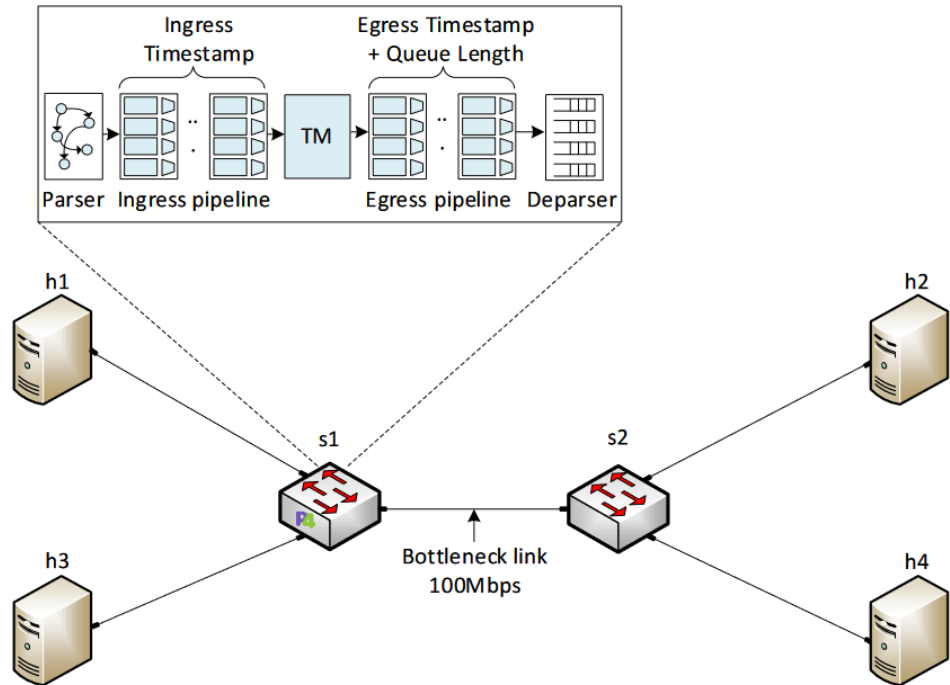 Ingress
Timestamp
Egress Timestamp
+ Queue Length
TM
Parser
Ingress pipeline
Egress pipeline
Deparser
h1
h2
s1
s2
P4
Bottleneck link
100Mbps
h3
h4